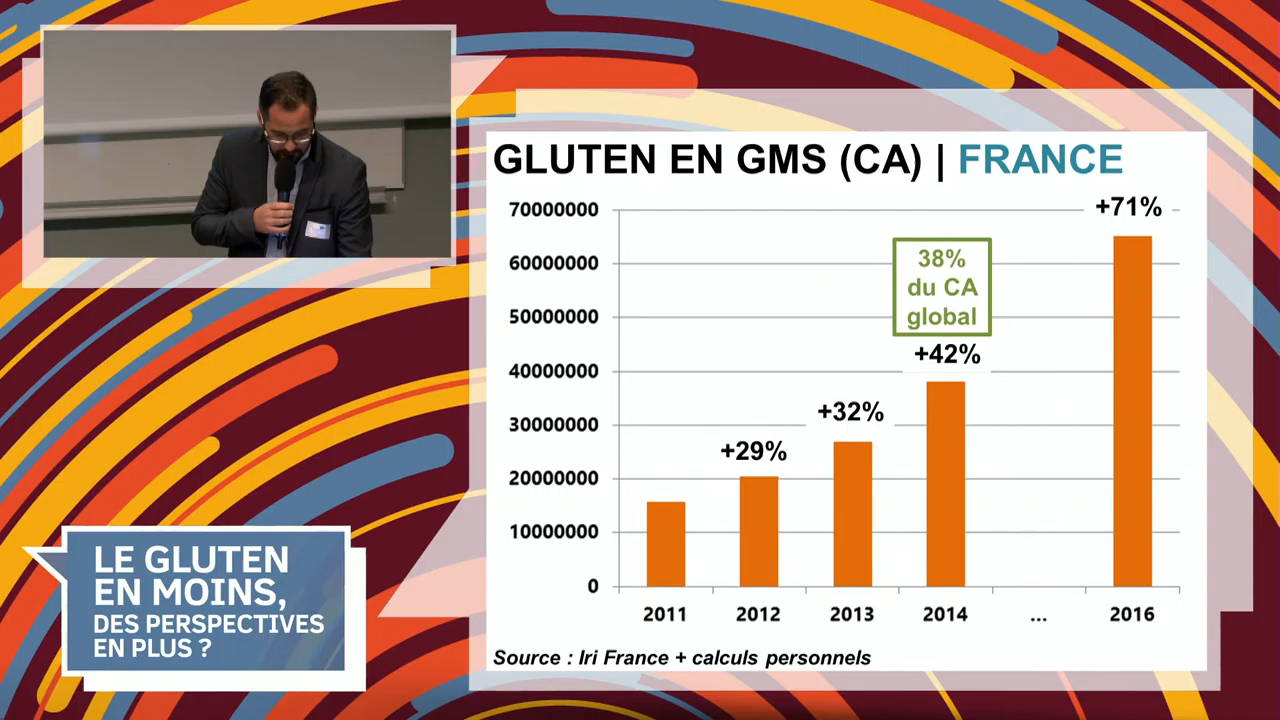 GLUTEN EN GMS (CA) | FRANCE
70000000
60000000
50000000
40000000
30000000
20000000
10000000
0
+29%
+32%
+42%
38%
du CA
global
+71%
2011
2012
2013
2014
...
2016
Source : Iri France + calculs personnels
LE GLUTEN
EN MOINS,
DES PERSPECTIVES
EN PLUS ?